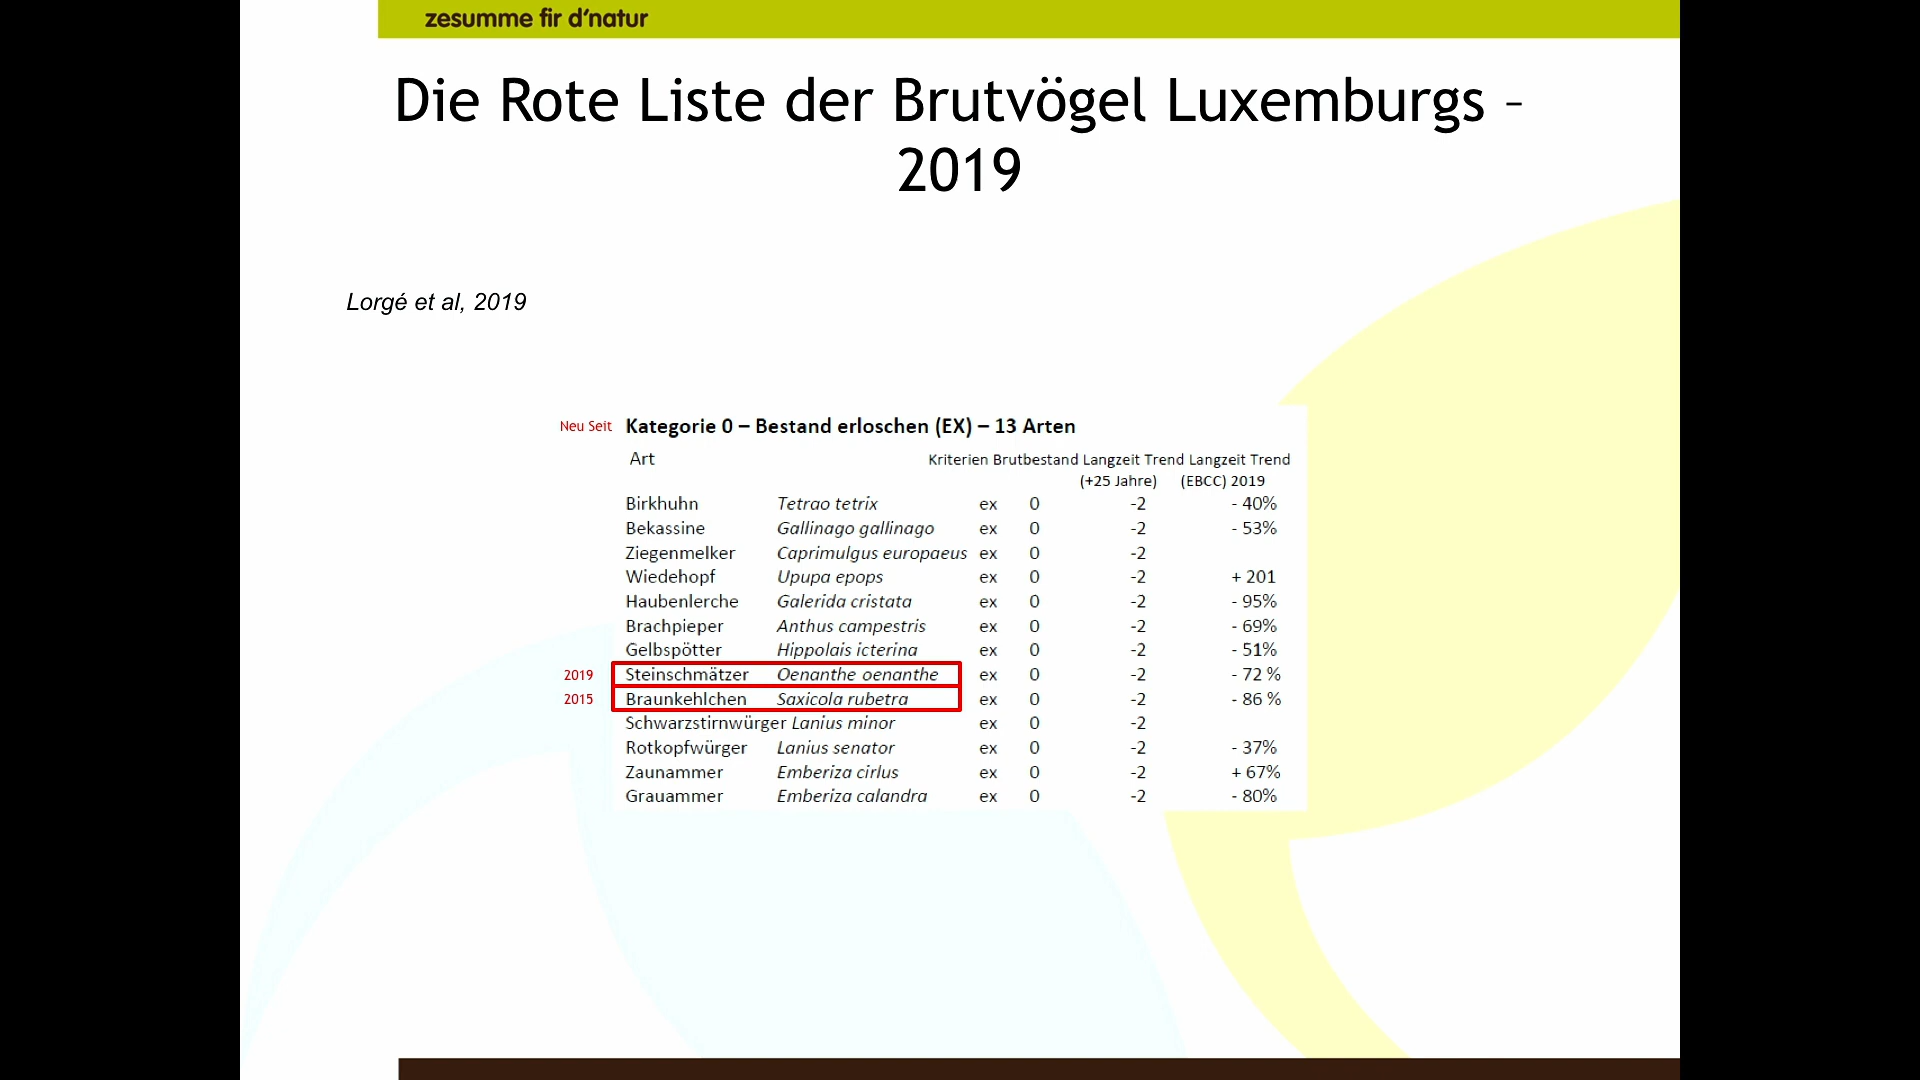 zesumme fir d'natur
Die Rote Liste der Brutvögel Luxemburgs –
2019
Lorgé et al, 2019
Neu Seit Kategorie 0 – Bestand erloschen (EX) – 13 Arten
Art Kriterien Brutbestand Langzeit Trend Langzeit Trend
(+25 Jahre) (EBCC) 2019
Birkhuhn Tetrao tetrix ex 0 -2 - 40%
Bekassine Gallinago gallinago ex 0 -2 - 53%
Ziegenmelker Caprimulgus europaeus ex 0 -2
Wiedehopf Upupa epops ex 0 -2 + 201
Haubenlerche Galerida cristata ex 0 -2 - 95%
Brachpieper Anthus campestris ex 0 -2 - 69%
Gelbspötter Hippolais icterina ex 0 -2 - 51%
2019 Steinschmätzer Oenanthe oenanthe ex 0 -2 - 72 %
2015 Braunkehlchen Saxicola rubetra ex 0 -2 - 86 %
Schwarzstirnwürger Lanius minor ex 0 -2
Rotkopfwürger Lanius senator ex 0 -2 - 37%
Zaunammer Emberiza cirlus ex 0 -2 + 67%
Grauammer Emberiza calandra ex 0 -2 - 80%